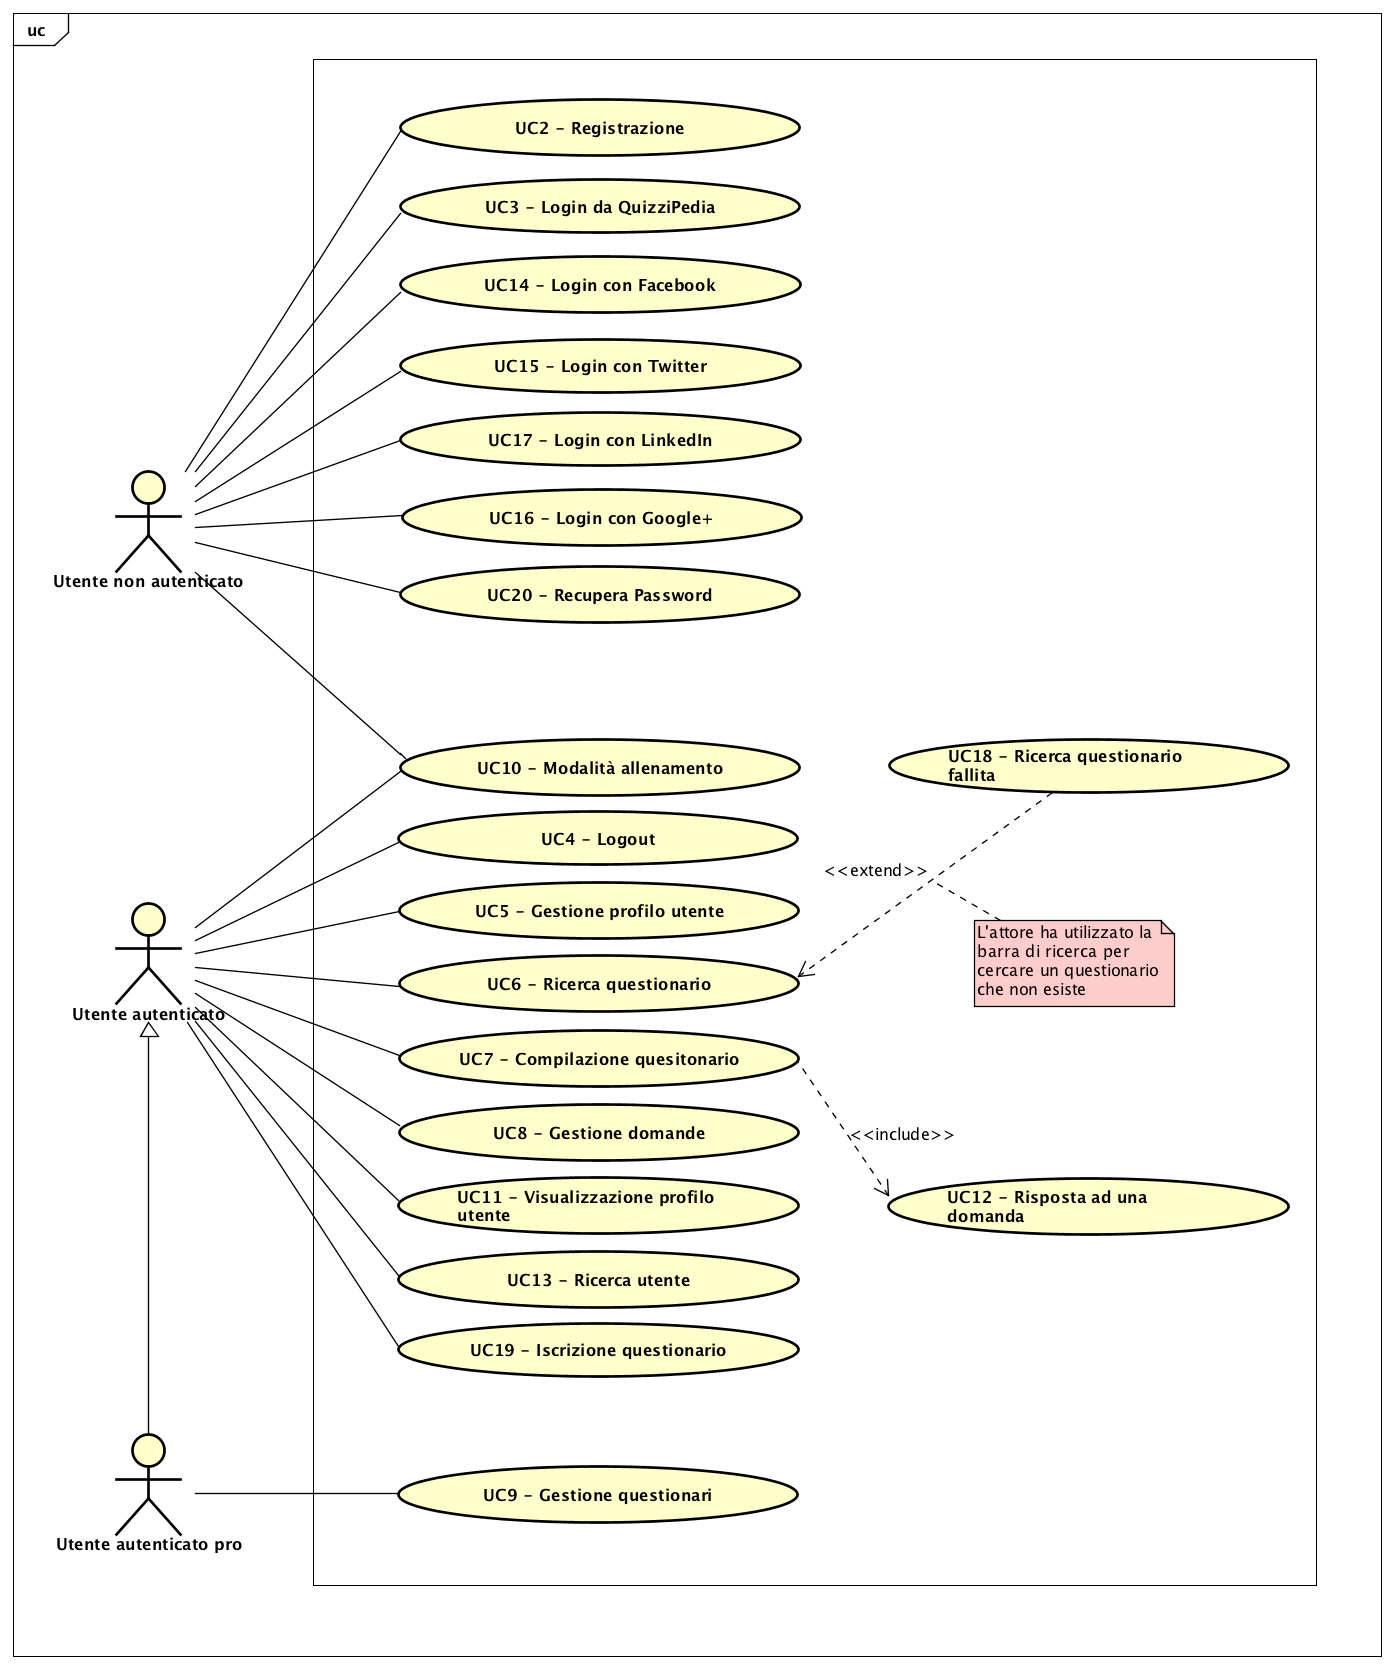 uc
UC2 – Registrazione
UC3 – Login da QuizziPedia
UC14 – Login con Facebook
UC15 – Login con Twitter
UC17 – Login con LinkedIn
UC16 – Login con Google+
Utente non autenticato
UC20 – Recupera Password
UC10 – Modalità allenamento
UC18 – Ricerca questionario
fallita
UC4 – Logout
<<extend>>
UC5 – Gestione profilo utente
L'attore ha utilizzato la
barra di ricerca per
cercare un questionario
che non esiste
UC6 – Ricerca questionario
Utente autenticato
UC7 – Compilazione quesitonario
UC8 – Gestione domande
<<include>>
UC11 – Visualizzazione profilo
utente
UC12 – Risposta ad una
domanda
UC13 – Ricerca utente
UC19 – Iscrizione questionario
UC9 – Gestione questionari
Utente autenticato pro